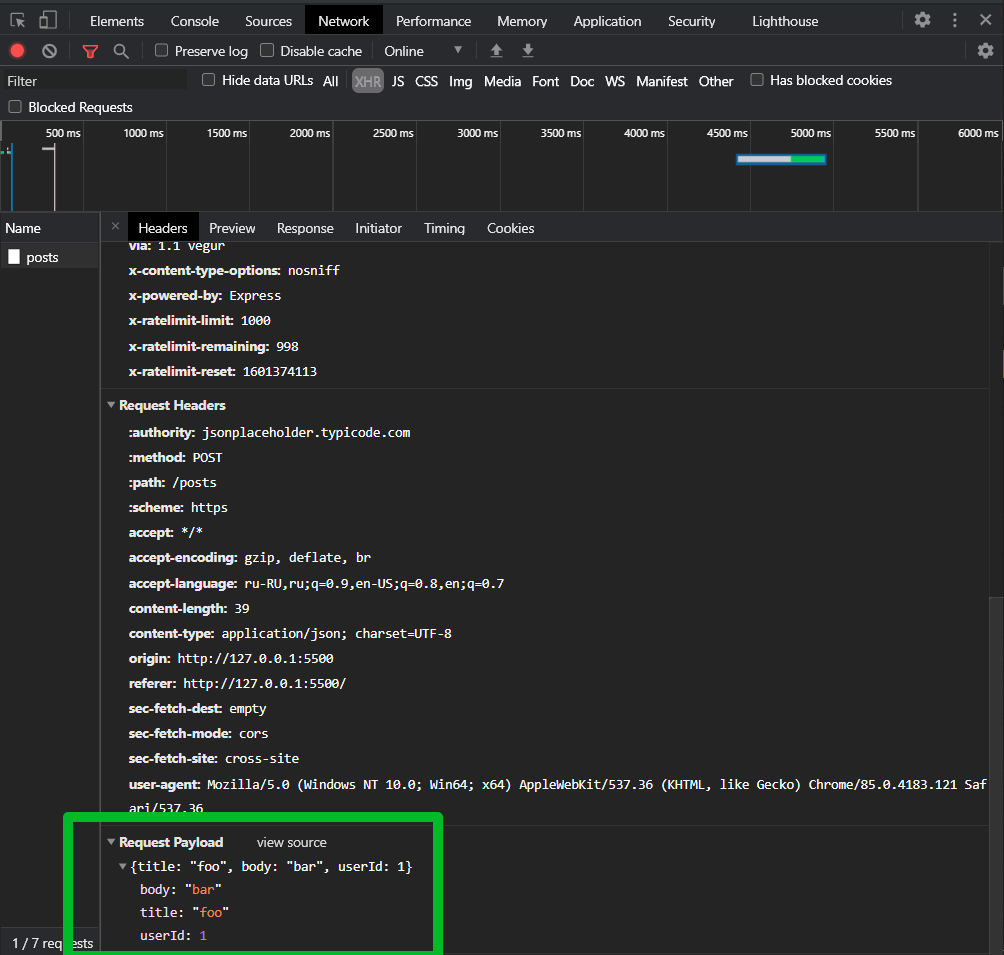 Elements Console Sources Network Performance Memory Application Security Lighthouse
Preserve log Disable cache Online
Filter Hide data URLs All XHR JS CSS Img Media Font Doc WS Manifest Other Has blocked cookies
Blocked Requests
500 ms 1000 ms 1500 ms 2000 ms 2500 ms 3000 ms 3500 ms 4000 ms 4500 ms 5000 ms 5500 ms 6000 ms
Name × Headers Preview Response Initiator Timing Cookies
posts
via: 1.1 vegur
x-content-type-options: nosniff
x-powered-by: Express
x-ratelimit-limit: 1000
x-ratelimit-remaining: 998
x-ratelimit-reset: 1601374113
Request Headers
:authority: jsonplaceholder.typicode.com
:method: POST
:path: /posts
:scheme: https
accept: */*
accept-encoding: gzip, deflate, br
accept-language: ru-RU,ru;q=0.9,en-US;q=0.8,en;q=0.7
content-length: 39
content-type: application/json; charset=UTF-8
origin: http://127.0.0.1:5500
referer: http://127.0.0.1:5500/
sec-fetch-dest: empty
sec-fetch-mode: cors
sec-fetch-site: cross-site
user-agent: Mozilla/5.0 (Windows NT 10.0; Win64; x64) AppleWebKit/537.36 (KHTML, like Gecko) Chrome/85.0.4183.121 Saf
ari/537.36
Request Payload view source
{title: "foo", body: "bar", userId: 1}
body: "bar"
title: "foo"
userId: 1
1 / 7 requests